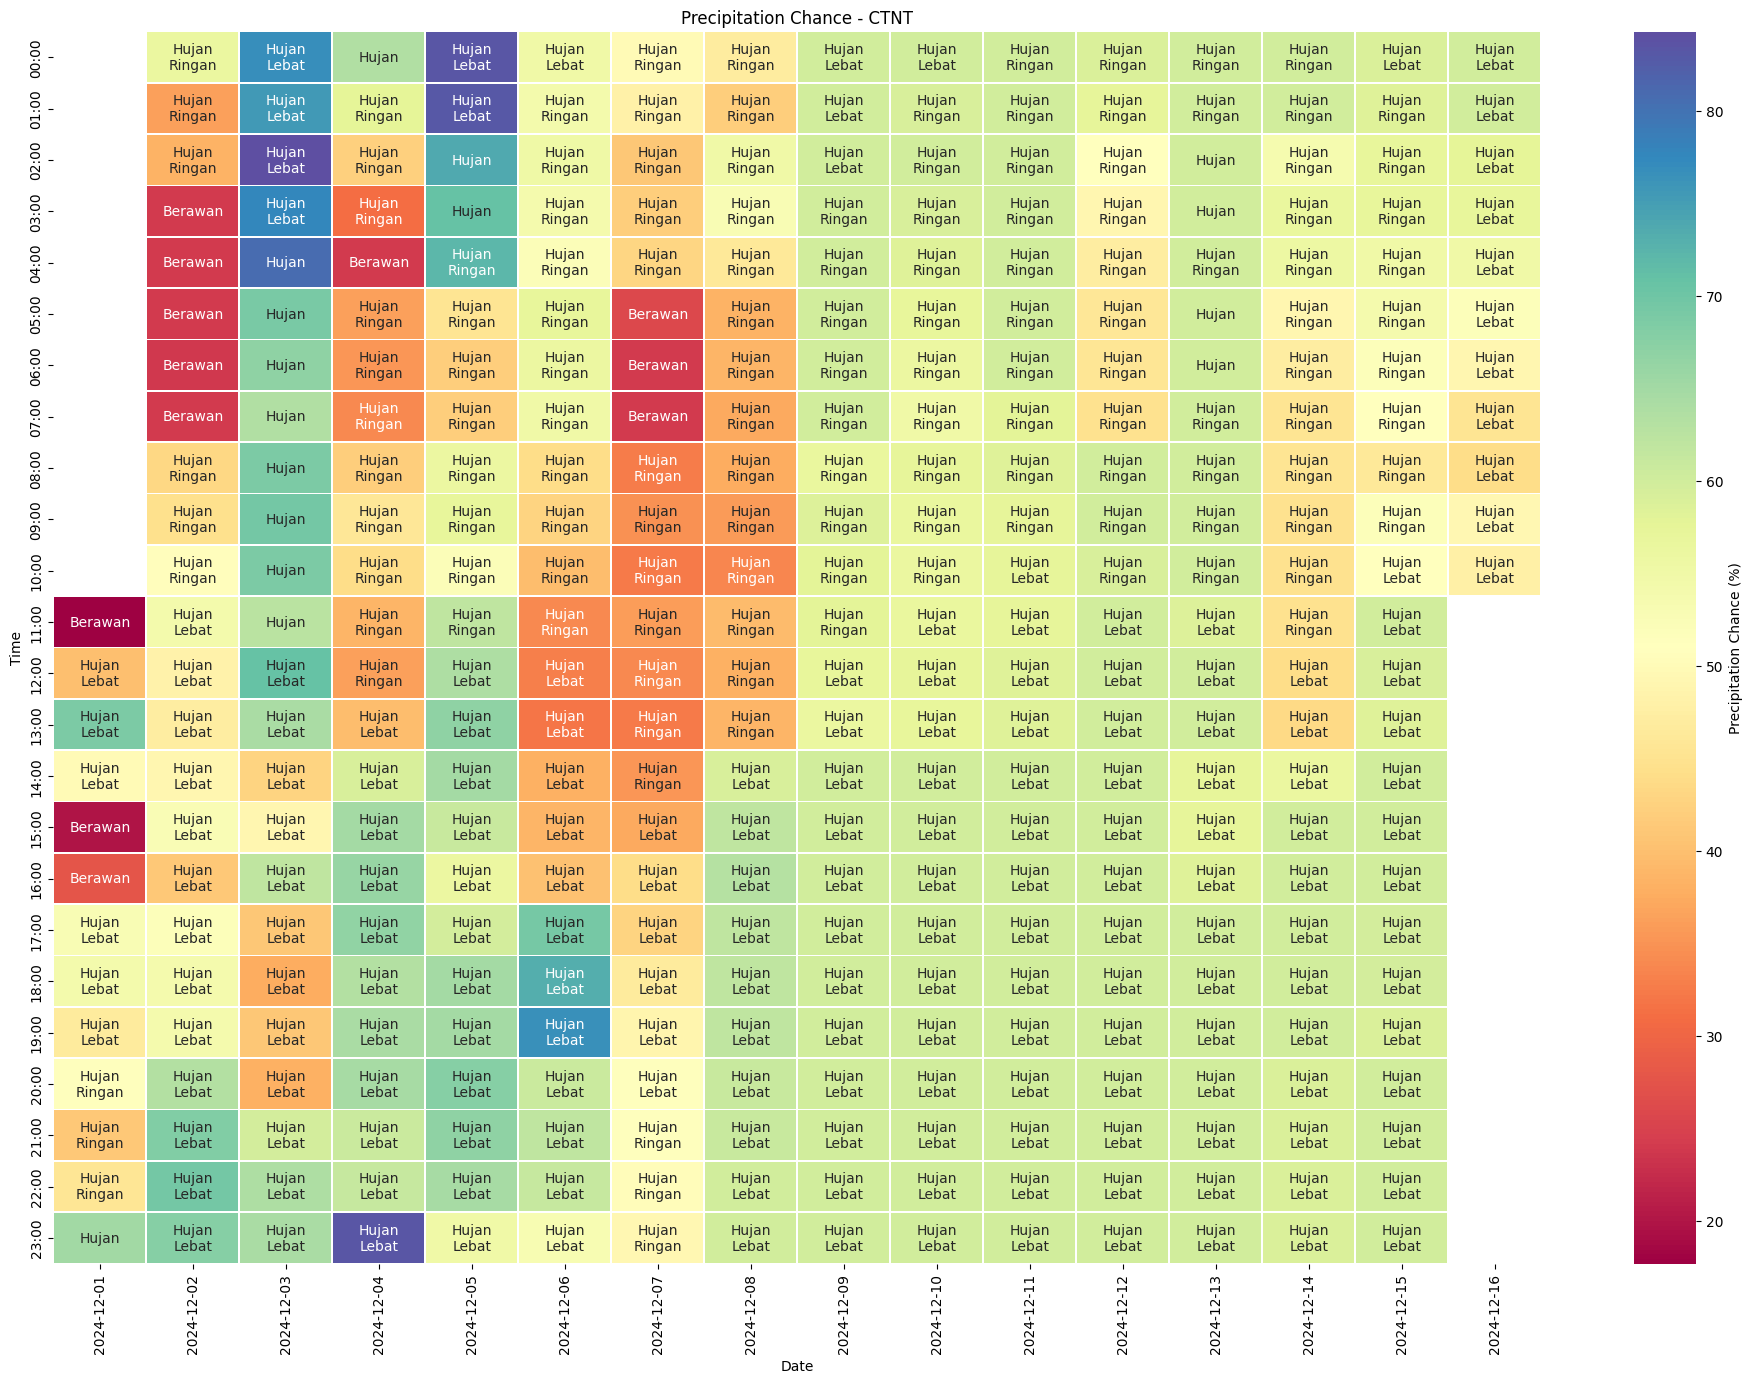 Precipitation Chance - CTNT
00:00 Hujan Ringan Hujan Lebat Hujan Hujan Lebat Hujan Lebat Hujan Ringan Hujan Ringan Hujan Lebat Hujan Lebat Hujan Ringan Hujan Ringan Hujan Ringan Hujan Ringan Hujan Lebat Hujan Lebat
01:00 Hujan Ringan Hujan Lebat Hujan Ringan Hujan Lebat Hujan Ringan Hujan Ringan Hujan Ringan Hujan Lebat Hujan Ringan Hujan Ringan Hujan Ringan Hujan Ringan Hujan Ringan Hujan Ringan Hujan Lebat
02:00 Hujan Ringan Hujan Lebat Hujan Ringan Hujan Hujan Ringan Hujan Ringan Hujan Ringan Hujan Lebat Hujan Ringan Hujan Ringan Hujan Ringan Hujan Hujan Ringan Hujan Ringan Hujan Lebat
03:00 Berawan Hujan Lebat Hujan Ringan Hujan Hujan Ringan Hujan Ringan Hujan Ringan Hujan Ringan Hujan Ringan Hujan Ringan Hujan Ringan Hujan Hujan Ringan Hujan Ringan Hujan Lebat
04:00 Berawan Hujan Berawan Hujan Ringan Hujan Ringan Hujan Ringan Hujan Ringan Hujan Ringan Hujan Ringan Hujan Ringan Hujan Ringan Hujan Ringan Hujan Ringan Hujan Ringan Hujan Lebat
05:00 Berawan Hujan Hujan Ringan Hujan Ringan Hujan Ringan Berawan Hujan Ringan Hujan Ringan Hujan Ringan Hujan Ringan Hujan Ringan Hujan Hujan Ringan Hujan Ringan Hujan Lebat
06:00 Berawan Hujan Hujan Ringan Hujan Ringan Hujan Ringan Berawan Hujan Ringan Hujan Ringan Hujan Ringan Hujan Ringan Hujan Ringan Hujan Hujan Ringan Hujan Ringan Hujan Lebat
07:00 Berawan Hujan Hujan Ringan Hujan Ringan Hujan Ringan Berawan Hujan Ringan Hujan Ringan Hujan Ringan Hujan Ringan Hujan Ringan Hujan Ringan Hujan Ringan Hujan Ringan Hujan Lebat
08:00 Hujan Ringan Hujan Hujan Ringan Hujan Ringan Hujan Ringan Hujan Ringan Hujan Ringan Hujan Ringan Hujan Ringan Hujan Ringan Hujan Ringan Hujan Ringan Hujan Ringan Hujan Ringan Hujan Lebat
09:00 Hujan Ringan Hujan Hujan Ringan Hujan Ringan Hujan Ringan Hujan Ringan Hujan Ringan Hujan Ringan Hujan Ringan Hujan Ringan Hujan Ringan Hujan Ringan Hujan Ringan Hujan Ringan Hujan Lebat
10:00 Hujan Ringan Hujan Hujan Ringan Hujan Ringan Hujan Ringan Hujan Ringan Hujan Ringan Hujan Ringan Hujan Ringan Hujan Lebat Hujan Ringan Hujan Ringan Hujan Ringan Hujan Lebat Hujan Lebat
11:00 Berawan Hujan Lebat Hujan Hujan Ringan Hujan Ringan Hujan Ringan Hujan Ringan Hujan Ringan Hujan Ringan Hujan Lebat Hujan Lebat Hujan Lebat Hujan Lebat Hujan Ringan Hujan Lebat
12:00 Hujan Lebat Hujan Lebat Hujan Lebat Hujan Ringan Hujan Lebat Hujan Lebat Hujan Ringan Hujan Ringan Hujan Lebat Hujan Lebat Hujan Lebat Hujan Lebat Hujan Lebat Hujan Lebat Hujan Lebat
13:00 Hujan Lebat Hujan Lebat Hujan Lebat Hujan Lebat Hujan Lebat Hujan Lebat Hujan Ringan Hujan Ringan Hujan Lebat Hujan Lebat Hujan Lebat Hujan Lebat Hujan Lebat Hujan Lebat Hujan Lebat
14:00 Hujan Lebat Hujan Lebat Hujan Lebat Hujan Lebat Hujan Lebat Hujan Lebat Hujan Ringan Hujan Lebat Hujan Lebat Hujan Lebat Hujan Lebat Hujan Lebat Hujan Lebat Hujan Lebat Hujan Lebat
15:00 Berawan Hujan Lebat Hujan Lebat Hujan Lebat Hujan Lebat Hujan Lebat Hujan Lebat Hujan Lebat Hujan Lebat Hujan Lebat Hujan Lebat Hujan Lebat Hujan Lebat Hujan Lebat Hujan Lebat
16:00 Berawan Hujan Lebat Hujan Lebat Hujan Lebat Hujan Lebat Hujan Lebat Hujan Lebat Hujan Lebat Hujan Lebat Hujan Lebat Hujan Lebat Hujan Lebat Hujan Lebat Hujan Lebat Hujan Lebat
17:00 Hujan Lebat Hujan Lebat Hujan Lebat Hujan Lebat Hujan Lebat Hujan Lebat Hujan Lebat Hujan Lebat Hujan Lebat Hujan Lebat Hujan Lebat Hujan Lebat Hujan Lebat Hujan Lebat Hujan Lebat
18:00 Hujan Lebat Hujan Lebat Hujan Lebat Hujan Lebat Hujan Lebat Hujan Lebat Hujan Lebat Hujan Lebat Hujan Lebat Hujan Lebat Hujan Lebat Hujan Lebat Hujan Lebat Hujan Lebat Hujan Lebat
19:00 Hujan Lebat Hujan Lebat Hujan Lebat Hujan Lebat Hujan Lebat Hujan Lebat Hujan Lebat Hujan Lebat Hujan Lebat Hujan Lebat Hujan Lebat Hujan Lebat Hujan Lebat Hujan Lebat Hujan Lebat
20:00 Hujan Ringan Hujan Lebat Hujan Lebat Hujan Lebat Hujan Lebat Hujan Lebat Hujan Lebat Hujan Lebat Hujan Lebat Hujan Lebat Hujan Lebat Hujan Lebat Hujan Lebat Hujan Lebat Hujan Lebat
21:00 Hujan Ringan Hujan Lebat Hujan Lebat Hujan Lebat Hujan Lebat Hujan Lebat Hujan Ringan Hujan Lebat Hujan Lebat Hujan Lebat Hujan Lebat Hujan Lebat Hujan Lebat Hujan Lebat Hujan Lebat
22:00 Hujan Ringan Hujan Lebat Hujan Lebat Hujan Lebat Hujan Lebat Hujan Lebat Hujan Ringan Hujan Lebat Hujan Lebat Hujan Lebat Hujan Lebat Hujan Lebat Hujan Lebat Hujan Lebat Hujan Lebat
23:00 Hujan Hujan Lebat Hujan Lebat Hujan Lebat Hujan Lebat Hujan Lebat Hujan Ringan Hujan Lebat Hujan Lebat Hujan Lebat Hujan Lebat Hujan Lebat Hujan Lebat Hujan Lebat Hujan Lebat
Time
2024-12-01 2024-12-02 2024-12-03 2024-12-04 2024-12-05 2024-12-06 2024-12-07 2024-12-08 2024-12-09 2024-12-10 2024-12-11 2024-12-12 2024-12-13 2024-12-14 2024-12-15 2024-12-16
Date
80
70
60
50
40
30
20
Precipitation Chance (%)